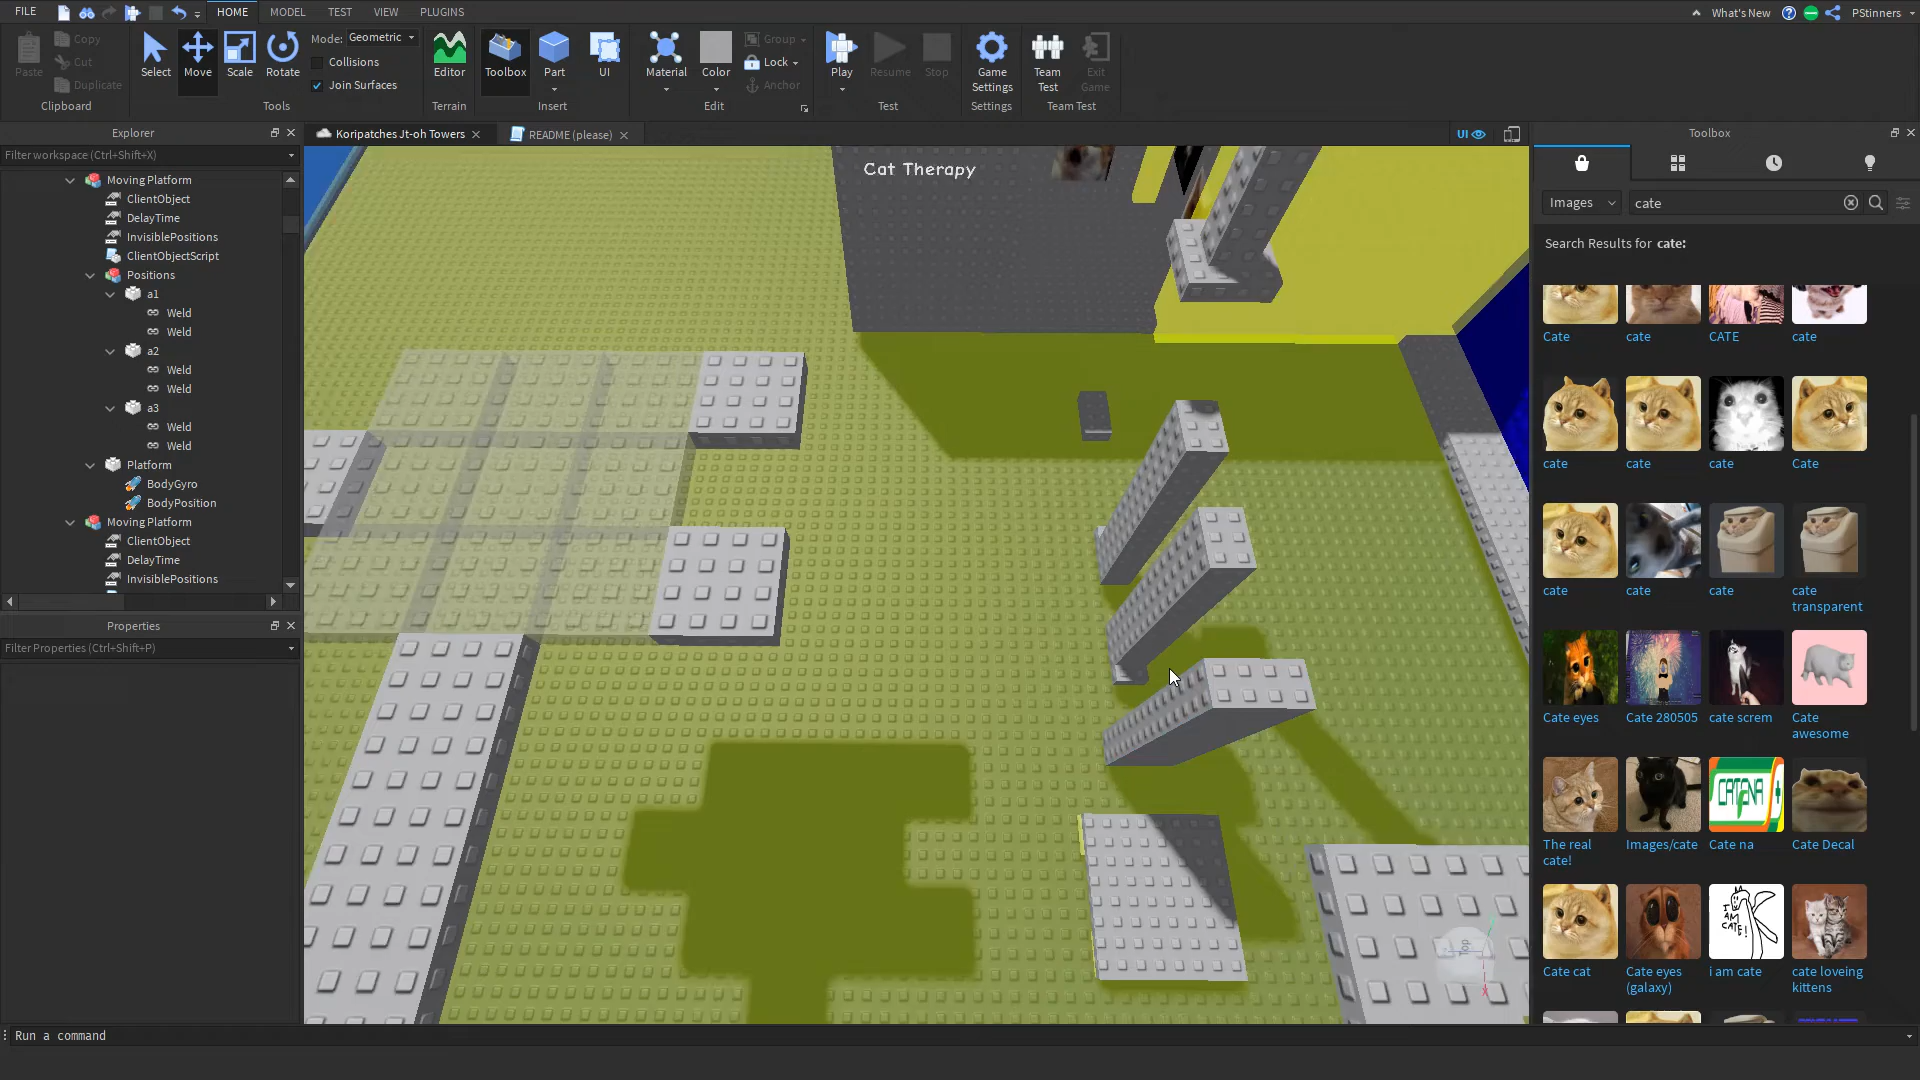 FILE HOME MODEL TEST VIEW PLUGINS What's New PStinners
Paste Copy Cut Duplicate Clipboard
Select Move Scale Rotate Tools
Mode: Geometric
Collisions
Join Surfaces
Editor Terrain
Toolbox Part UI Insert
Material Color Group Lock Anchor Edit
Play Resume Stop Test
Game Settings Settings
Team Test Exit Game Team Test
Explorer
Filter workspace (Ctrl+Shift+X)
Moving Platform
ClientObject
DelayTime
InvisiblePositions
ClientObjectScript
Positions
a1
Weld
Weld
a2
Weld
Weld
a3
Weld
Weld
Platform
BodyGyro
BodyPosition
Moving Platform
ClientObject
DelayTime
InvisiblePositions
Properties
Filter Properties (Ctrl+Shift+P)
Koripatches Jt-oh Towers README (please) UI
Cat Therapy
Top
X
Toolbox
Images cate
Search Results for cate:
Cate cate CATE cate
cate cate cate Cate
cate cate cate cate transparent
Cate eyes Cate 280505 cate screm Cate awesome
CATENA
The real cate! Images/cate Cate na Cate Decal
I AM CATE!
Cate cat Cate eyes (galaxy) i am cate cate loveing kittens
Run a command